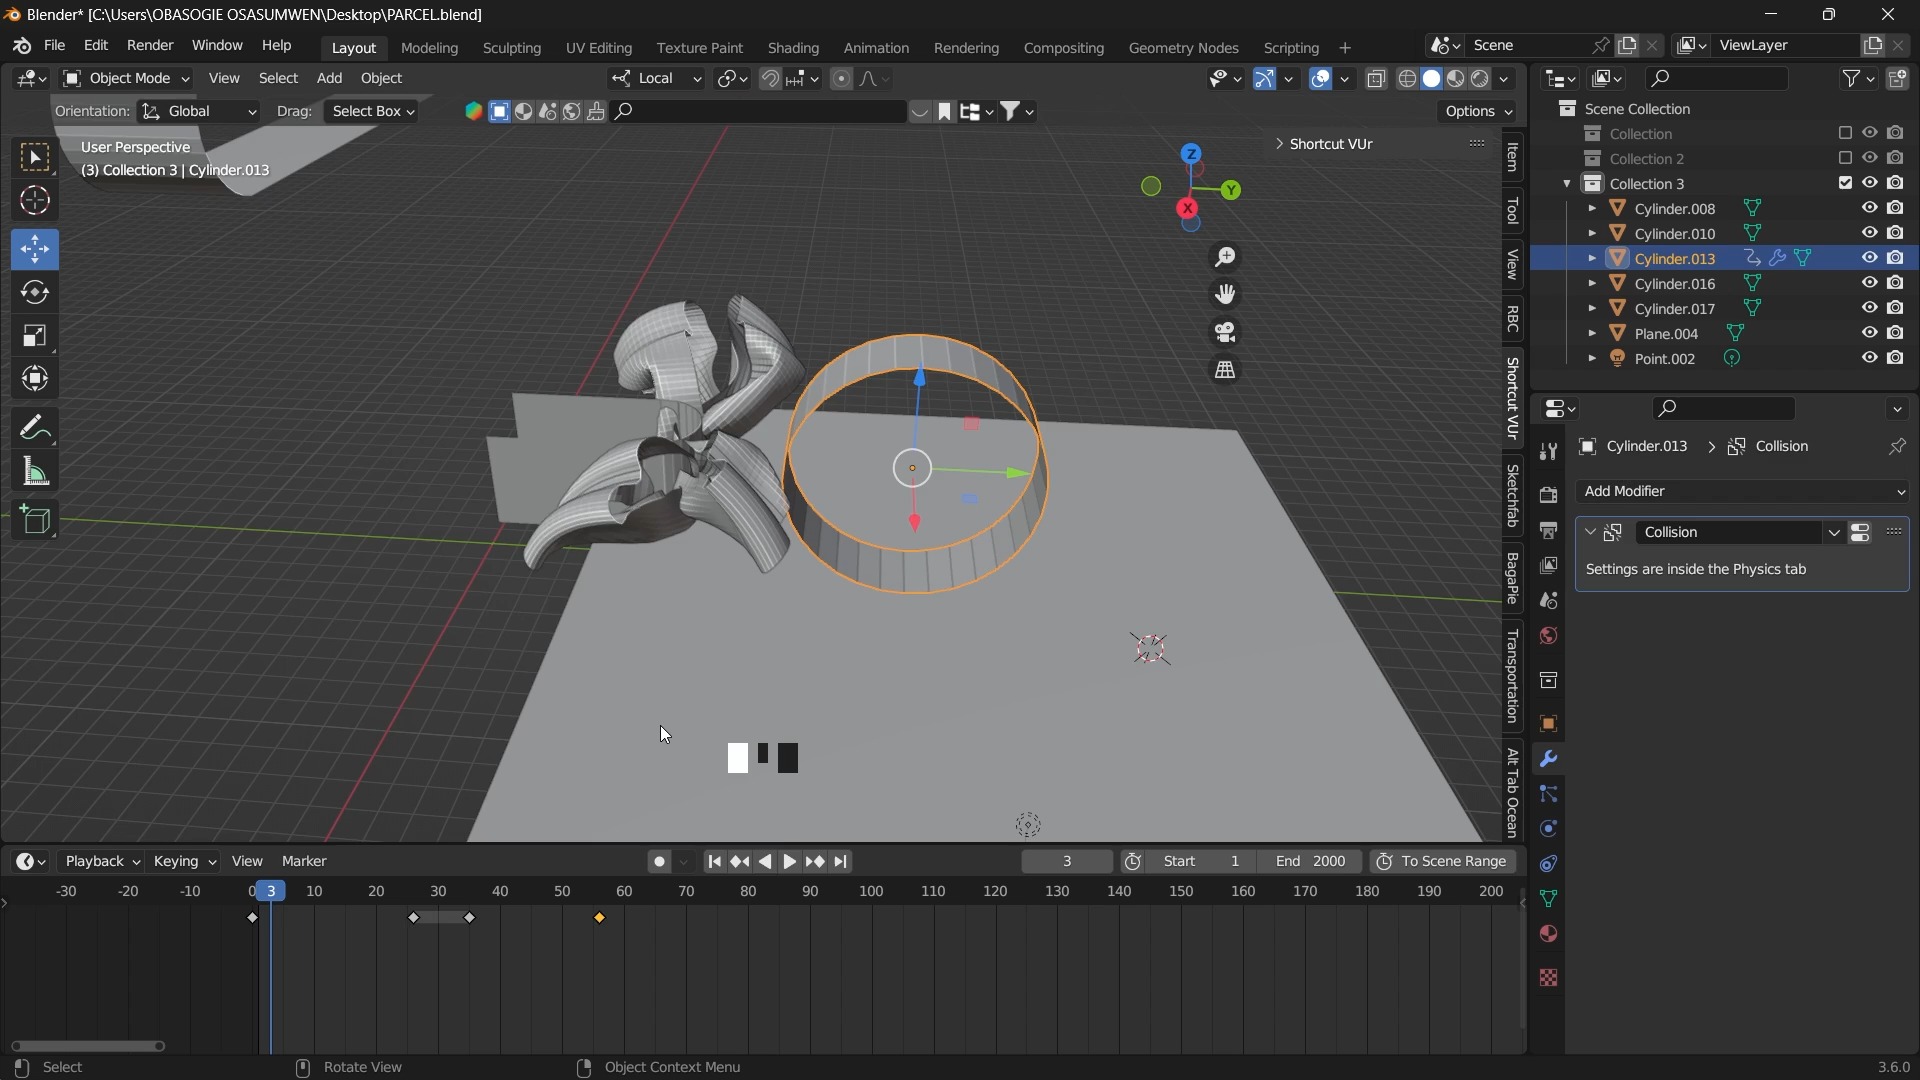 Blender* [C:\Users\OBASOGIE OSASUMWEN\Desktop\PARCEL.blend]
File Edit Render Window Help Layout Modeling Sculpting UV Editing Texture Paint Shading Animation Rendering Compositing Geometry Nodes Scripting + Scene ViewLayer
Object Mode View Select Add Object Local
Orientation: Global Drag: Select Box Options
User Perspective
(3) Collection 3 | Cylinder.013
Shortcut VUr
Z
Y
X
Item
Tool
View
RBC
Shortcut VUr
Sketchfab
BagaPie
Transportation
Alt Tab Ocean
Scene Collection
Collection
Collection 2
Collection 3
Cylinder.008
Cylinder.010
Cylinder.013
Cylinder.016
Cylinder.017
Plane.004
Point.002
Cylinder.013 > Collision
Add Modifier
Collision
Settings are inside the Physics tab
Playback Keying View Marker 3 Start 1 End 2000 To Scene Range
-30 -20 -10 0 3 10 20 30 40 50 60 70 80 90 100 110 120 130 140 150 160 170 180 190 200
Select Rotate View Object Context Menu 3.6.0